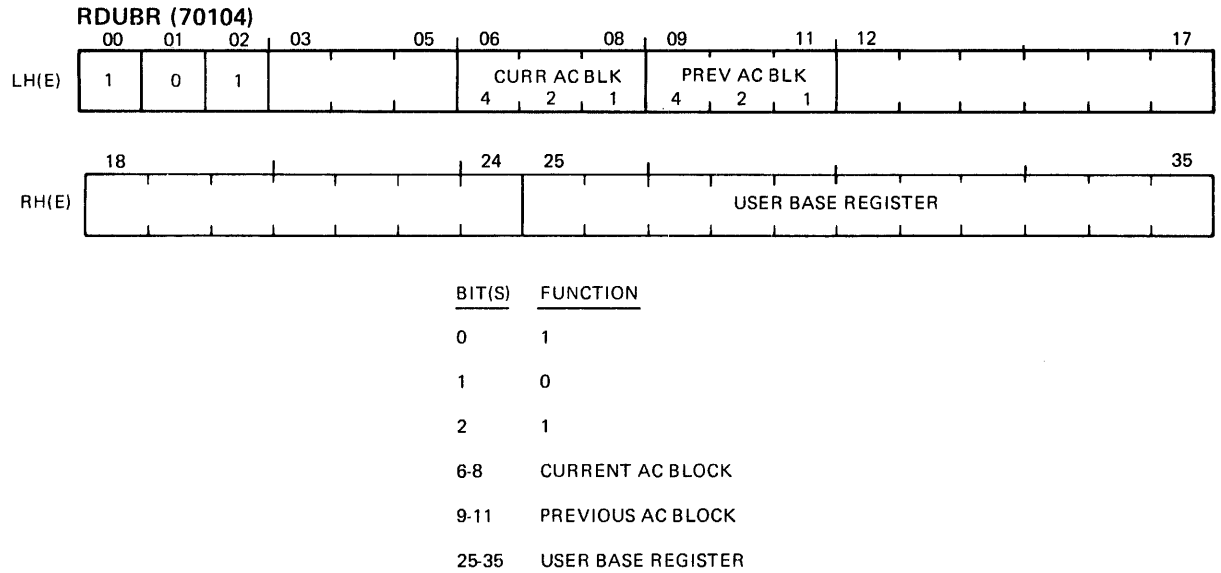 RDUBR (70104)
00 01 02 03 05 06 08 09 11 12 17
LH(E) 1 0 1 CURR AC BLK PREV AC BLK
4 2 1 4 2 1
18 24 25 35
RH(E) USER BASE REGISTER
BIT(S) FUNCTION
0 1
1 0
2 1
6-8 CURRENT AC BLOCK
9-11 PREVIOUS AC BLOCK
25-35 USER BASE REGISTER